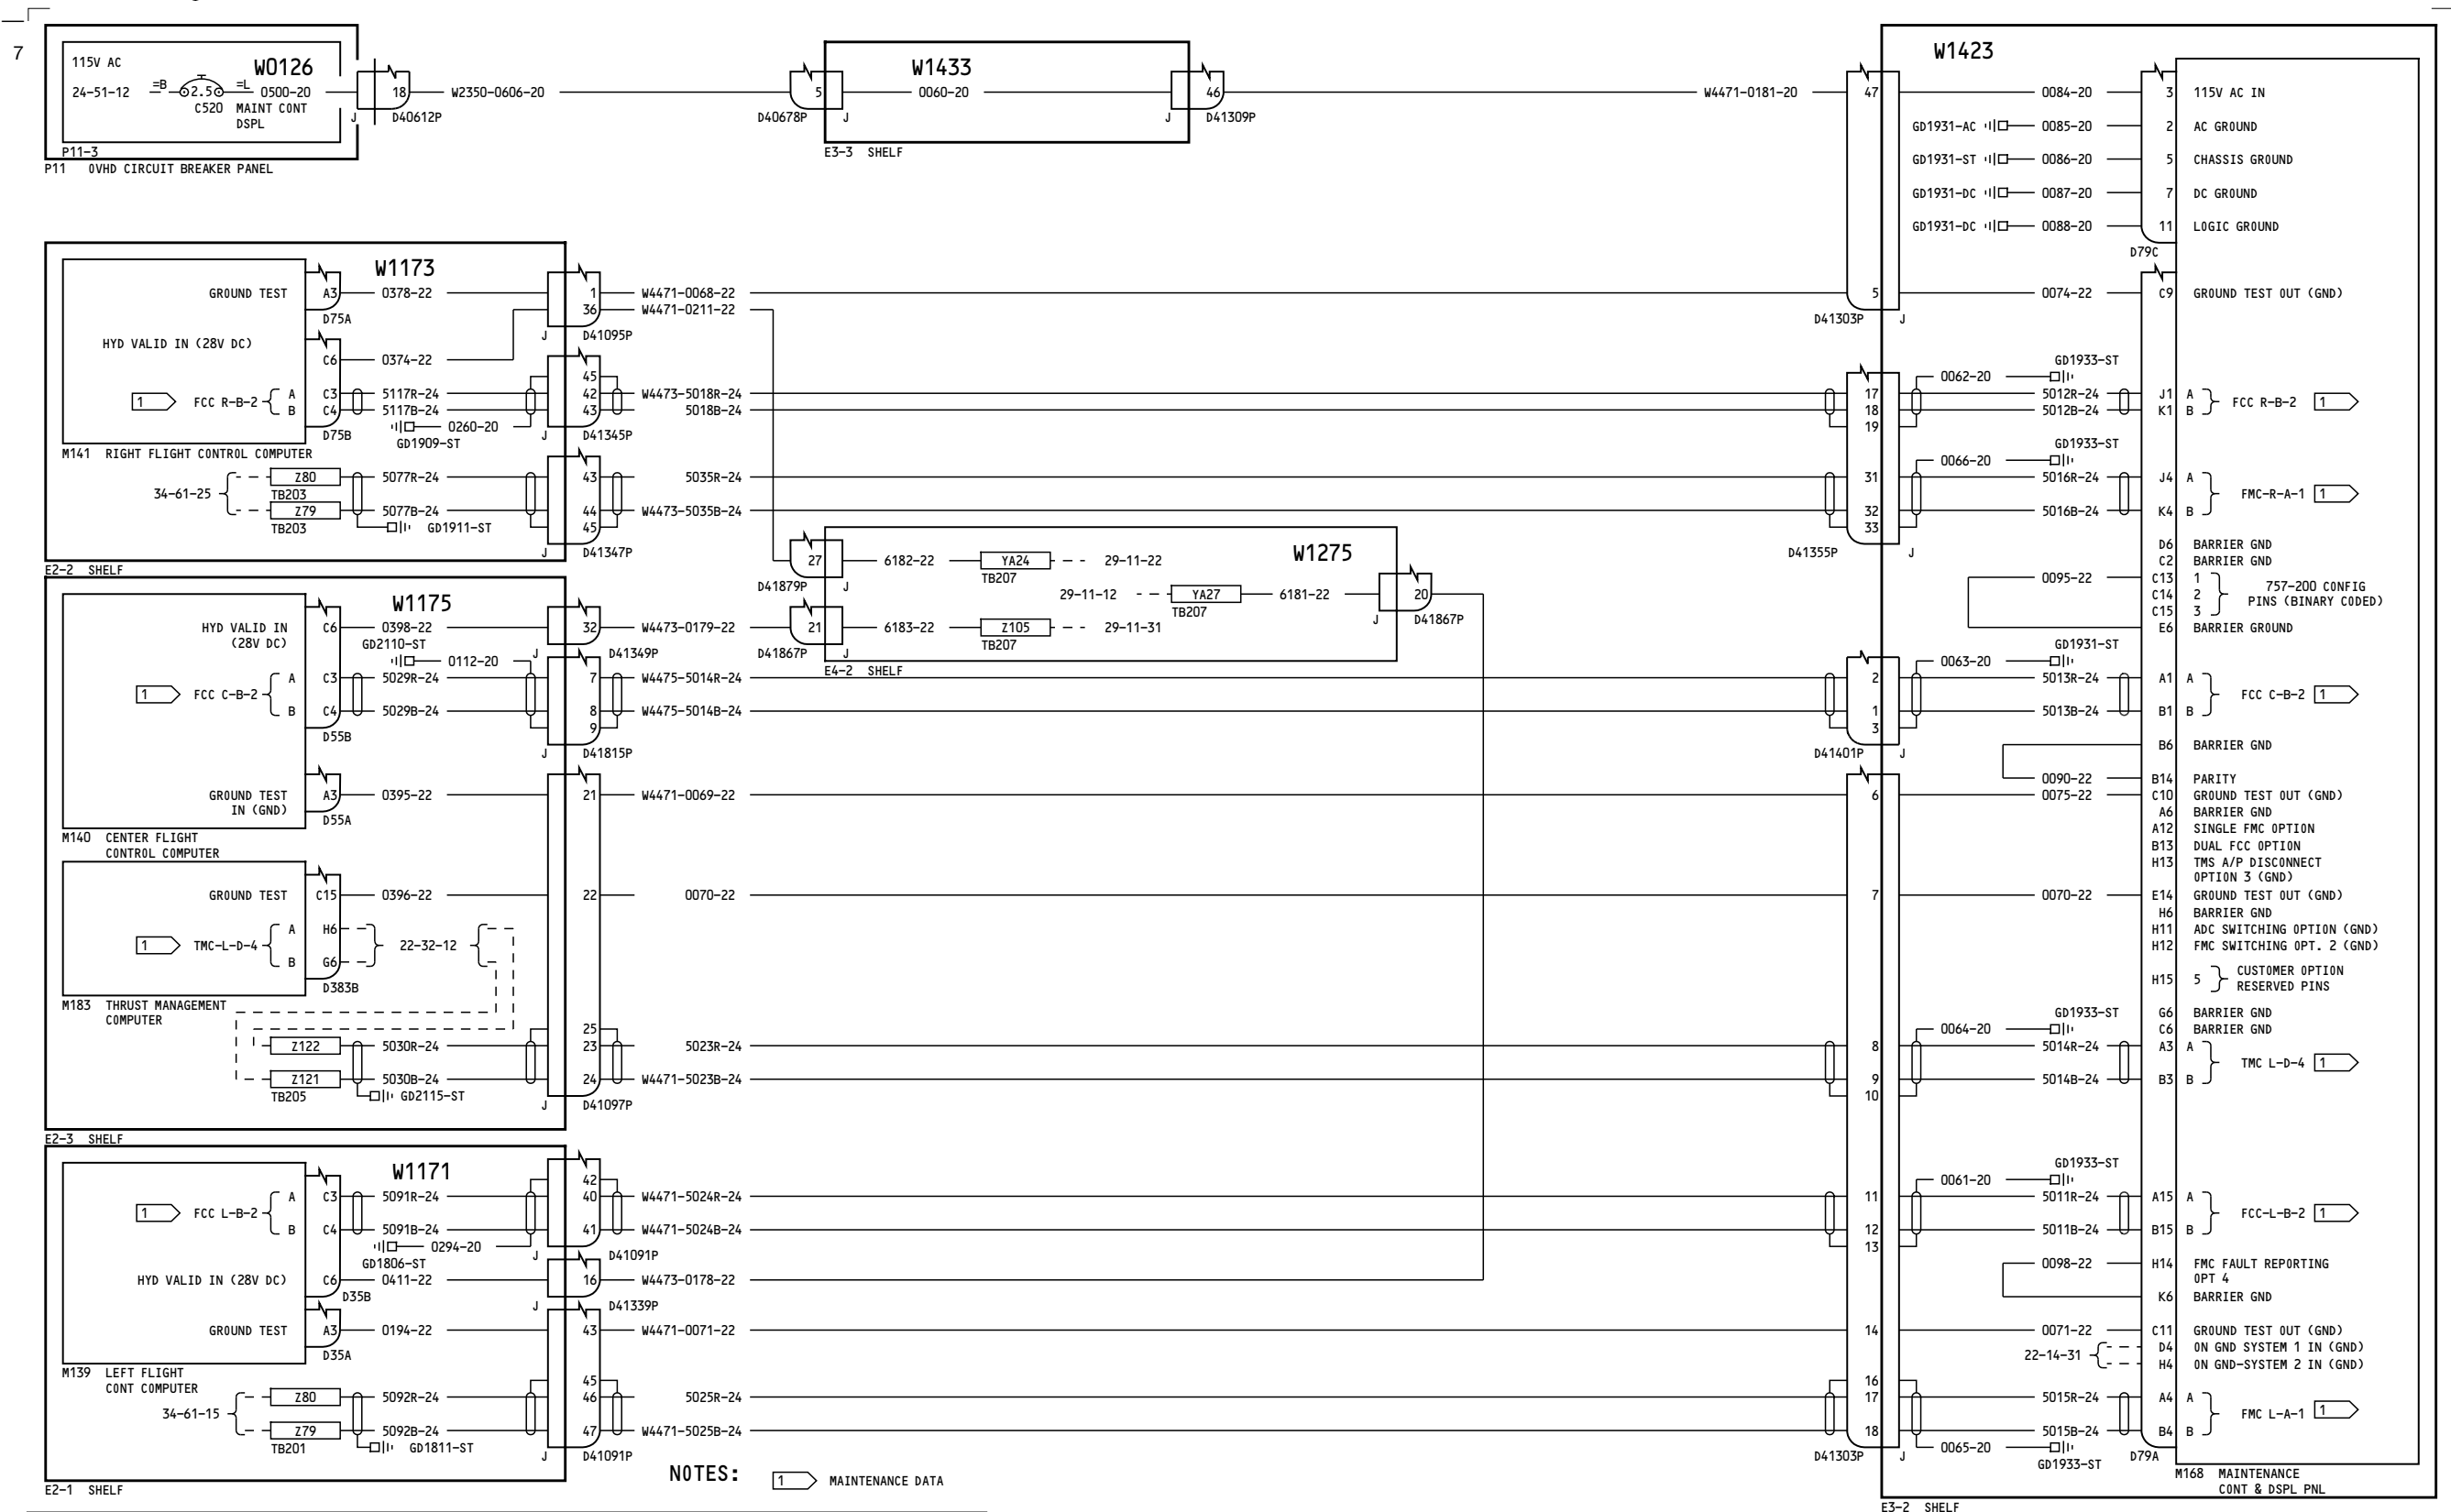 7
115V AC
W0126
24-51-12 =B 2.5 =L 0500-20
C520 MAINT CONT
DSPL
P11-3
P11 OVHD CIRCUIT BREAKER PANEL
18 W2350-0606-20
J D40612P
5
D40678P J
W1433
0060-20
46
J D41309P
E3-3 SHELF
W4471-0181-20 47
W1423
0084-20 3 115V AC IN
GD1931-AC 0085-20 2 AC GROUND
GD1931-ST 0086-20 5 CHASSIS GROUND
GD1931-DC 0087-20 7 DC GROUND
GD1931-DC 0088-20 11 LOGIC GROUND
D79C
5 0074-22 C9 GROUND TEST OUT (GND)
D41303P J
W1173
GROUND TEST A3 0378-22 1 W4471-0068-22
36 W4471-0211-22
D75A
J D41095P
HYD VALID IN (28V DC)
C6 0374-22
45
1 FCC R-B-2 A C3 5117R-24 42 W4473-5018R-24
B C4 5117B-24 43 5018B-24
D75B 0260-20
GD1909-ST
J D41345P
M141 RIGHT FLIGHT CONTROL COMPUTER
34-61-25
Z80 5077R-24 43 5035R-24
TB203
Z79 5077B-24 44 W4473-5035B-24
TB203 GD1911-ST 45
J D41347P
E2-2 SHELF
GD1933-ST
0062-20
17 5012R-24 J1 A
18 5012B-24 K1 B
FCC R-B-2 1
19
GD1933-ST
0066-20
31 5016R-24 J4 A
FMC-R-A-1 1
32 5016B-24 K4 B
33
D41355P J
D6 BARRIER GND
C2 BARRIER GND
0095-22 C13 1
C14 2
C15 3
757-200 CONFIG
PINS (BINARY CODED)
E6 BARRIER GROUND
27 6182-22 YA24 29-11-22
TB207
D41879P J
W1275
29-11-12 YA27 6181-22 20
TB207
J D41867P
21 6183-22 Z105 29-11-31
TB207
D41867P J
E4-2 SHELF
W1175
HYD VALID IN
(28V DC)
C6 0398-22 32 W4473-0179-22
GD2110-ST
J D41349P
0112-20
1 FCC C-B-2 A C3 5029R-24 7 W4475-5014R-24
B C4 5029B-24 8 W4475-5014B-24
9
D55B J D41815P
GROUND TEST
IN (GND)
A3 0395-22 21 W4471-0069-22
D55A
M140 CENTER FLIGHT
CONTROL COMPUTER
GROUND TEST C15 0396-22 22 0070-22
1 TMC-L-D-4 A H6
B G6
22-32-12
D383B
M183 THRUST MANAGEMENT
COMPUTER
25
Z122 5030R-24 23 5023R-24
Z121 5030B-24 24 W4471-5023B-24
TB205 GD2115-ST
J D41097P
E2-3 SHELF
GD1931-ST
0063-20
2 5013R-24 A1 A
FCC C-B-2 1
1 5013B-24 B1 B
3
D41401P J
B6 BARRIER GND
0090-22 B14 PARITY
6 0075-22 C10 GROUND TEST OUT (GND)
A6 BARRIER GND
A12 SINGLE FMC OPTION
B13 DUAL FCC OPTION
H13 TMS A/P DISCONNECT
OPTION 3 (GND)
7 0070-22 E14 GROUND TEST OUT (GND)
H6 BARRIER GND
H11 ADC SWITCHING OPTION (GND)
H12 FMC SWITCHING OPT. 2 (GND)
H15 5 CUSTOMER OPTION
RESERVED PINS
GD1933-ST G6 BARRIER GND
0064-20 C6 BARRIER GND
8 5014R-24 A3 A
TMC L-D-4 1
9 5014B-24 B3 B
10
W1171
42
1 FCC L-B-2 A C3 5091R-24 40 W4471-5024R-24
B C4 5091B-24 41 W4471-5024B-24
0294-20
GD1806-ST
J D41091P
HYD VALID IN (28V DC) C6 0411-22 16 W4473-0178-22
D35B
J D41339P
GROUND TEST A3 0194-22 43 W4471-0071-22
D35A
M139 LEFT FLIGHT
CONT COMPUTER
45
34-61-15
Z80 5092R-24 46 5025R-24
Z79 5092B-24 47 W4471-5025B-24
TB201 GD1811-ST
J D41091P
E2-1 SHELF
GD1933-ST
0061-20
11 5011R-24 A15 A
FCC-L-B-2 1
12 5011B-24 B15 B
13
0098-22 H14 FMC FAULT REPORTING
OPT 4
K6 BARRIER GND
14 0071-22 C11 GROUND TEST OUT (GND)
22-14-31
D4 ON GND SYSTEM 1 IN (GND)
H4 ON GND-SYSTEM 2 IN (GND)
16
17 5015R-24 A4 A
FMC L-A-1 1
18 5015B-24 B4 B
D41303P J 0065-20
GD1933-ST
D79A
M168 MAINTENANCE
CONT & DSPL PNL
E3-2 SHELF
NOTES: 1 MAINTENANCE DATA